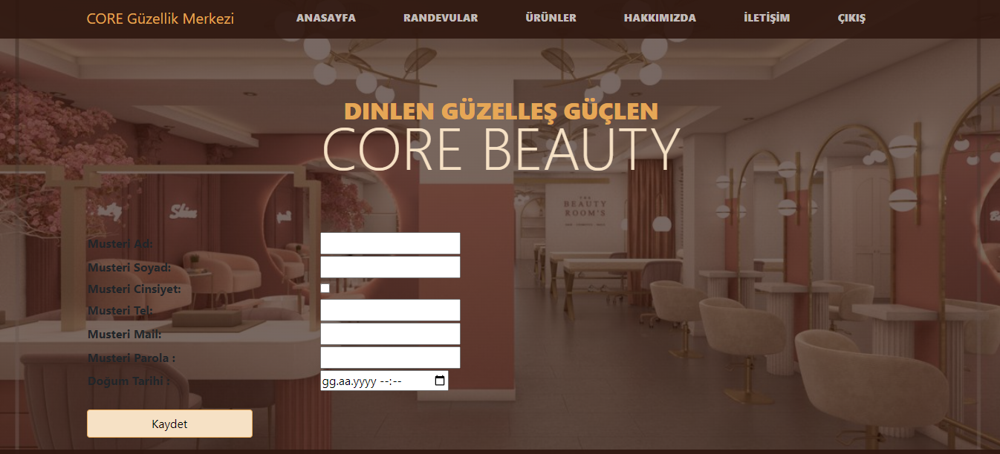 CORE Güzellik Merkezi ANASAYFA RANDEVULAR ÜRÜNLER HAKKIMIZDA İLETİŞİM ÇIKIŞ
DINLEN GÜZELLEŞ GÜÇLEN
CORE BEAUTY
Shine
THE
BEAUTY
ROOM'S
Musteri Ad:
Musteri Soyad:
Musteri Cinsiyet:
Musteri Tel:
Musteri Mail:
Musteri Parola :
Doğum Tarihi : gg.aa.yyyy --:--
Kaydet